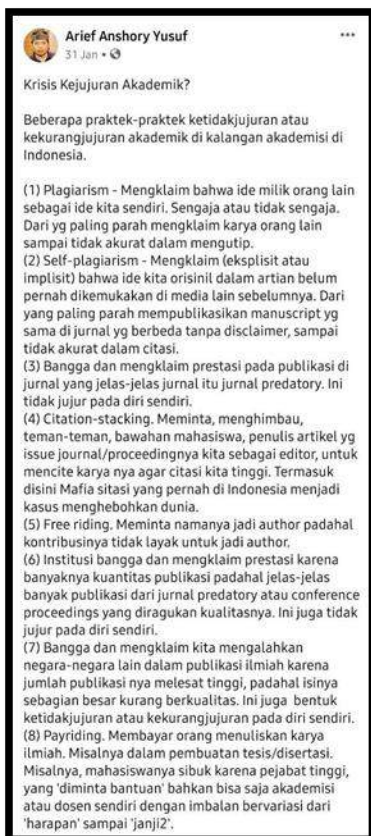 Arief Anshory Yusuf
31 Jan •
Krisis Kejujuran Akademik?
Beberapa praktek-praktek ketidakjujuran atau
kekurangjujuran akademik di kalangan akademisi di
Indonesia.
(1) Plagiarism - Mengklaim bahwa ide milik orang lain
sebagai ide kita sendiri. Sengaja atau tidak sengaja.
Dari yg paling parah mengklaim karya orang lain
sampai tidak akurat dalam mengutip.
(2) Self-plagiarism - Mengklaim (eksplisit atau
implisit) bahwa ide kita orisinil dalam artian belum
pernah dikemukakan di media lain sebelumnya. Dari
yang paling parah mempublikasikan manuscript yg
sama di jurnal yg berbeda tanpa disclaimer, sampai
tidak akurat dalam citasi.
(3) Bangga dan mengklaim prestasi pada publikasi di
jurnal yang jelas-jelas jurnal itu jurnal predatory. Ini
tidak jujur pada diri sendiri.
(4) Citation-stacking. Meminta, menghimbau,
teman-teman, bawahan mahasiswa, penulis artikel yg
issue journal/proceedingnya kita sebagai editor, untuk
mencite karya nya agar citasi kita tinggi. Termasuk
disini Mafia sitasi yang pernah di Indonesia menjadi
kasus menghebohkan dunia.
(5) Free riding. Meminta namanya jadi author padahal
kontribusinya tidak layak untuk jadi author.
(6) Institusi bangga dan mengklaim prestasi karena
banyaknya kuantitas publikasi padahal jelas-jelas
banyak publikasi dari jurnal predatory atau conference
proceedings yang diragukan kualitasnya. Ini juga tidak
jujur pada diri sendiri.
(7) Bangga dan mengklaim kita mengalahkan
negara-negara lain dalam publikasi ilmiah karena
jumlah publikasi nya melesat tinggi, padahal isinya
sebagian besar kurang berkualitas. Ini juga bentuk
ketidakjujuran atau kekurangjujuran pada diri sendiri.
(8) Payriding. Membayar orang menuliskan karya
ilmiah. Misalnya dalam pembuatan tesis/disertasi.
Misalnya, mahasiswanya sibuk karena pejabat tinggi,
yang 'diminta bantuan' bahkan bisa saja akademisi
atau dosen sendiri dengan imbalan bervariasi dari
'harapan' sampai 'janji2'.